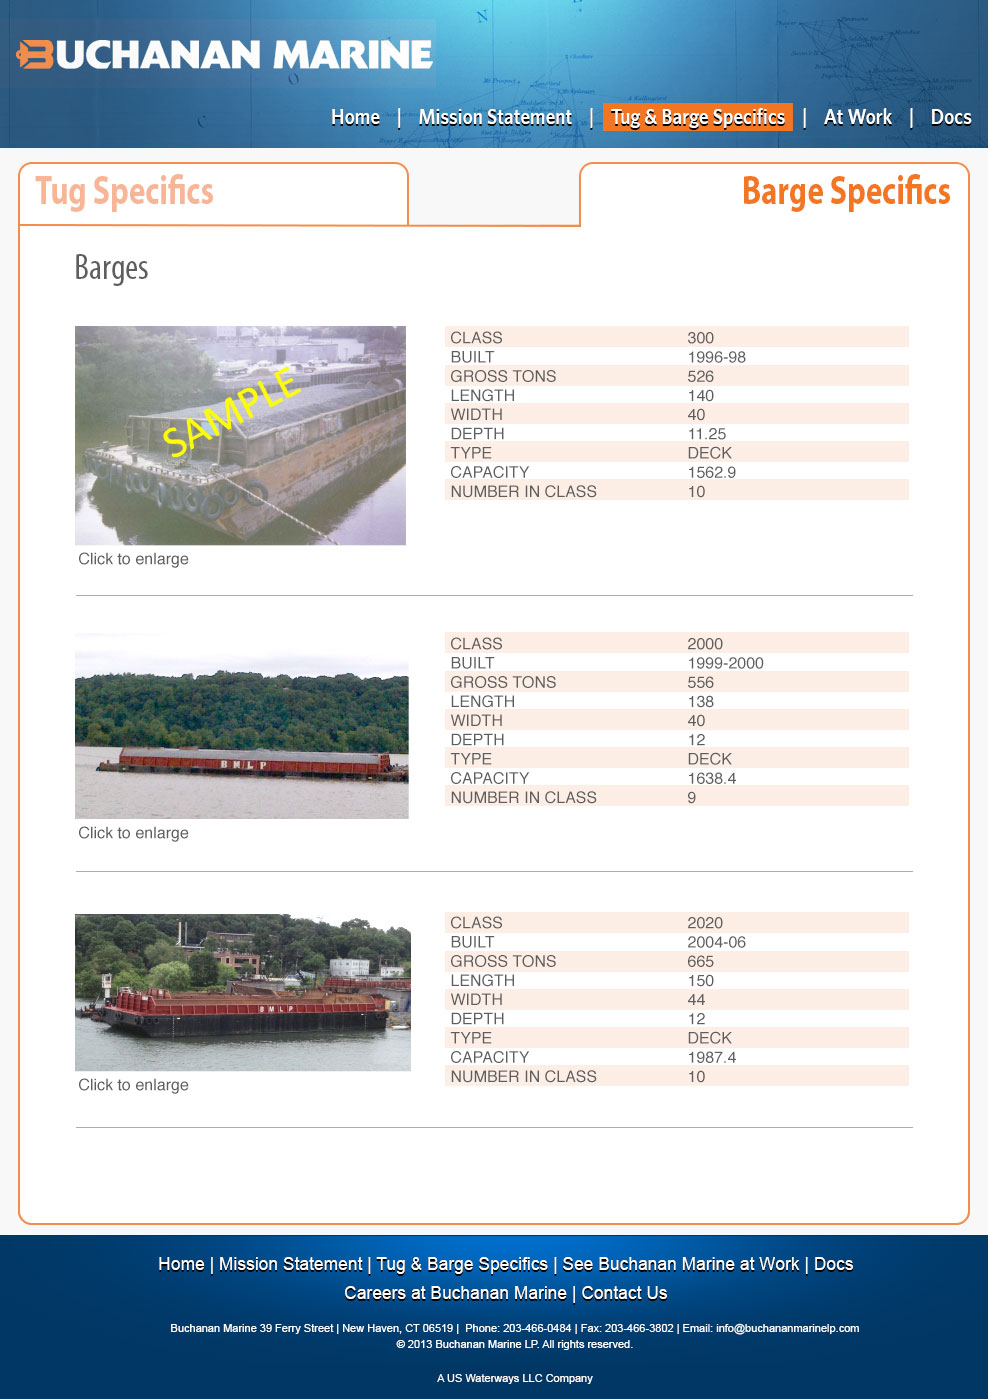 BUCHANAN MARINE
Home | Mission Statement | Tug & Barge Specifics | At Work | Docs
Tug Specifics
Barge Specifics
Barges
SAMPLE
CLASS 300
BUILT 1996-98
GROSS TONS 526
LENGTH 140
WIDTH 40
DEPTH 11.25
TYPE DECK
CAPACITY 1562.9
NUMBER IN CLASS 10
Click to enlarge
BMLP
CLASS 2000
BUILT 1999-2000
GROSS TONS 556
LENGTH 138
WIDTH 40
DEPTH 12
TYPE DECK
CAPACITY 1638.4
NUMBER IN CLASS 9
Click to enlarge
BMLP
CLASS 2020
BUILT 2004-06
GROSS TONS 665
LENGTH 150
WIDTH 44
DEPTH 12
TYPE DECK
CAPACITY 1987.4
NUMBER IN CLASS 10
Click to enlarge
Home | Mission Statement | Tug & Barge Specifics | See Buchanan Marine at Work | Docs
Careers at Buchanan Marine | Contact Us
Buchanan Marine 39 Ferry Street | New Haven, CT 06519 | Phone: 203-466-0484 | Fax: 203-466-3802 | Email: info@buchananmarinelp.com
© 2013 Buchanan Marine LP. All rights reserved.
A US Waterways LLC Company